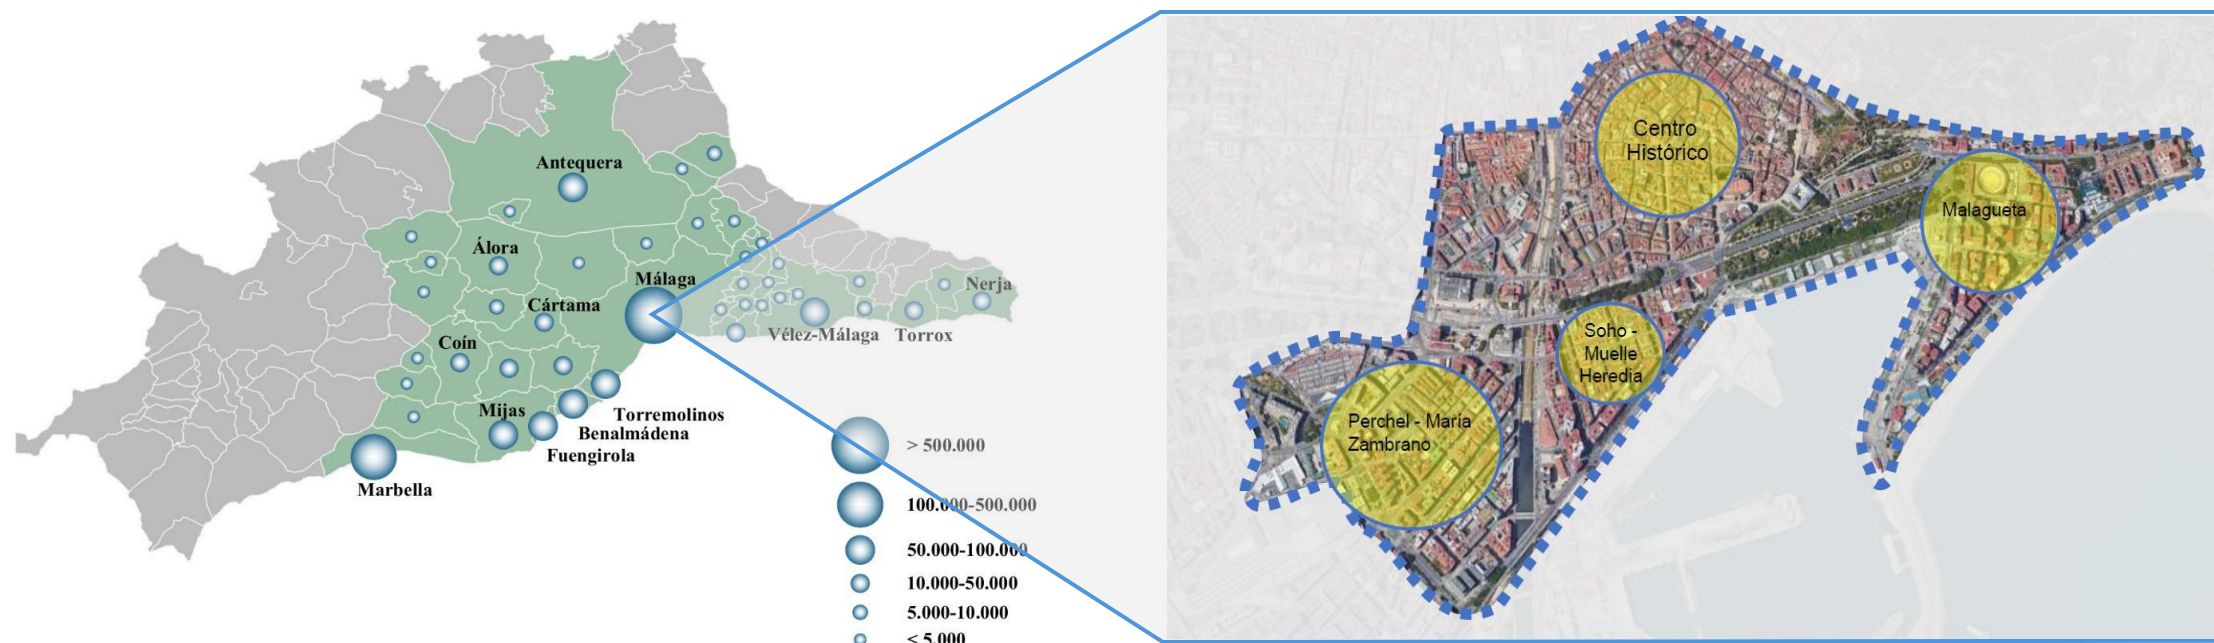 Antequera
Álora
Málaga
Cártama
Coín
Nerja
Vélez-Málaga
Torrox
Mijas
Torremolinos
Benalmádena
Fuengirola
Marbella
> 500.000
100.000-500.000
50.000-100.000
10.000-50.000
5.000-10.000
< 5.000
Centro
Histórico
Malagueta
Soho -
Muelle
Heredia
Perchel - María
Zambrano